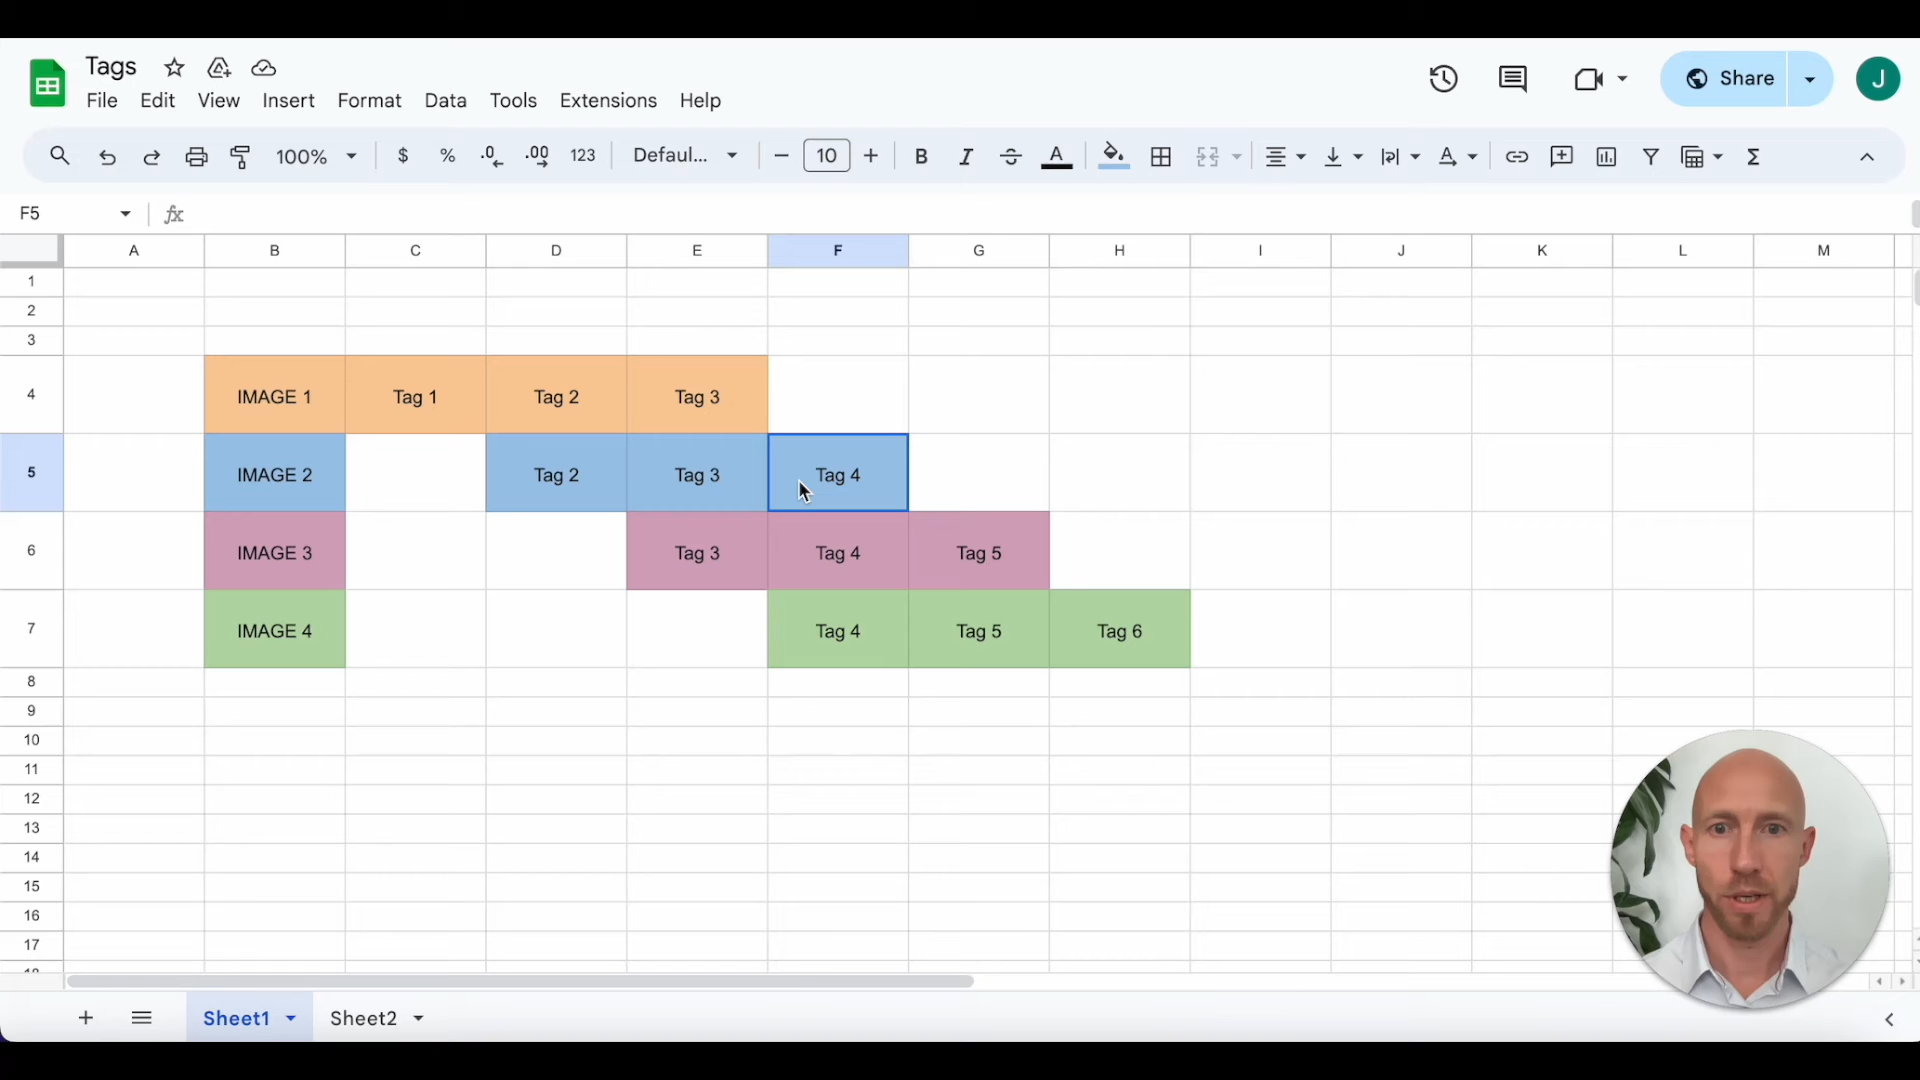 Tags
File Edit View Insert Format Data Tools Extensions Help
Share
J
100% $ % .0 .00 123 Defaul... 10 B I A A Σ
F5 fx
A B C D E F G H I J K L M
1
2
3
4 IMAGE 1 Tag 1 Tag 2 Tag 3
5 IMAGE 2 Tag 2 Tag 3 Tag 4
6 IMAGE 3 Tag 3 Tag 4 Tag 5
7 IMAGE 4 Tag 4 Tag 5 Tag 6
8
9
10
11
12
13
14
15
16
17
Sheet1 Sheet2